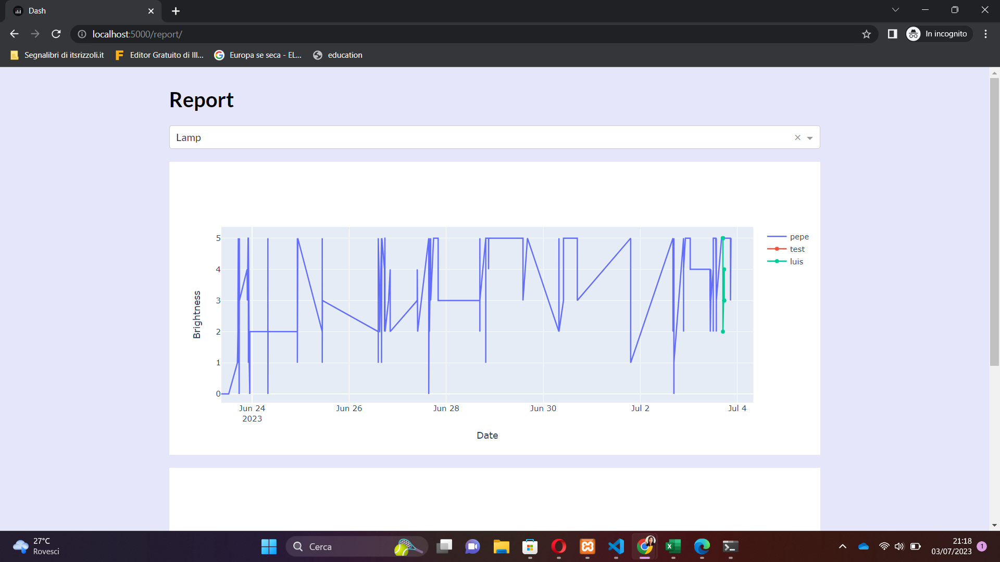 Dash
localhost:5000/report/
In incognito
Segnalibri di itsrizzoli.it
Editor Gratuito di Ill...
Europa se seca - EL...
education
Report
Lamp
pepe
test
luis
5
4
3
2
1
0
Brightness
Jun 24
2023
Jun 26
Jun 28
Jun 30
Jul 2
Jul 4
Date
27°C
Rovesci
Cerca
21:18
03/07/2023
1